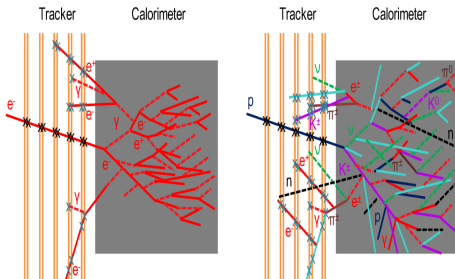 Tracker Calorimeter
e⁺
γ
e⁻
e⁻
γ
e⁻
e⁺
e⁻
γ
e⁻
Tracker Calorimeter
ν
e±
π⁰
K⁰
p
K±
π±
ν
ν
n
e⁺
K±
π±
n
e±
γ
π±
e⁻
p
γ